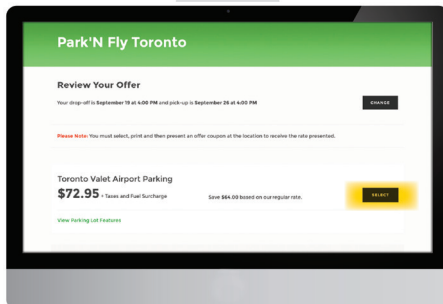 Park'N Fly Toronto
Review Your Offer
Your drop-off is September 19 at 4:00 PM and pick-up is September 26 at 4:00 PM
CHANGE
Please Note: You must select, print and then present an offer coupon at the location to receive the rate presented.
Toronto Valet Airport Parking
$72.95 + Taxes and Fuel Surcharge
Save $64.00 based on our regular rate.
SELECT
View Parking Lot Features